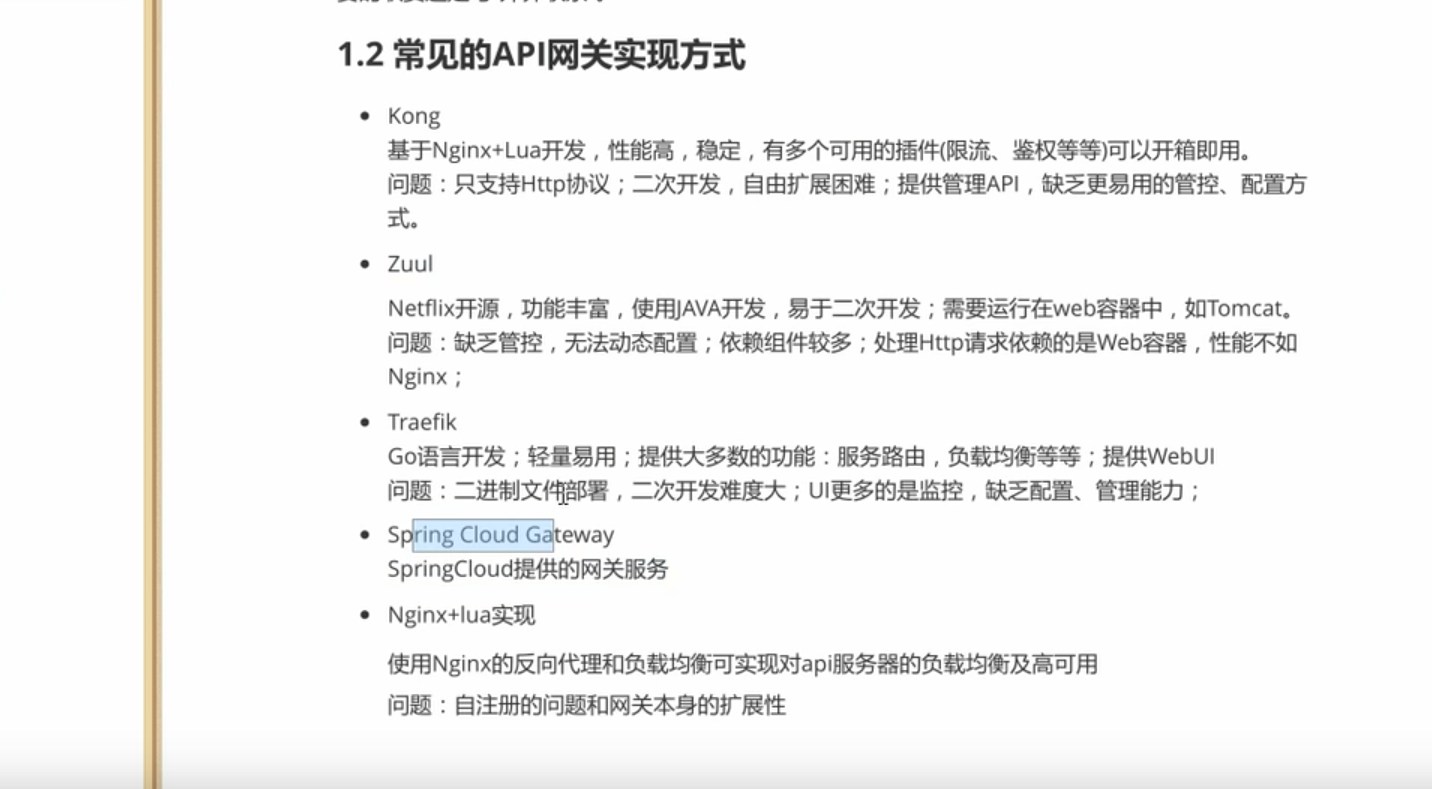 1.2 常见的API网关实现方式
Kong
基于Nginx+Lua开发，性能高，稳定，有多个可用的插件(限流、鉴权等等)可以开箱即用。
问题：只支持Http协议；二次开发，自由扩展困难；提供管理API，缺乏更易用的管控、配置方
式。
Zuul
Netflix开源，功能丰富，使用JAVA开发，易于二次开发；需要运行在web容器中，如Tomcat。
问题：缺乏管控，无法动态配置；依赖组件较多；处理Http请求依赖的是Web容器，性能不如
Nginx；
Traefik
Go语言开发；轻量易用；提供大多数的功能：服务路由，负载均衡等等；提供WebUI
问题：二进制文件部署，二次开发难度大；UI更多的是监控，缺乏配置、管理能力；
Spring Cloud Gateway
SpringCloud提供的网关服务
Nginx+lua实现
使用Nginx的反向代理和负载均衡可实现对api服务器的负载均衡及高可用
问题：自注册的问题和网关本身的扩展性